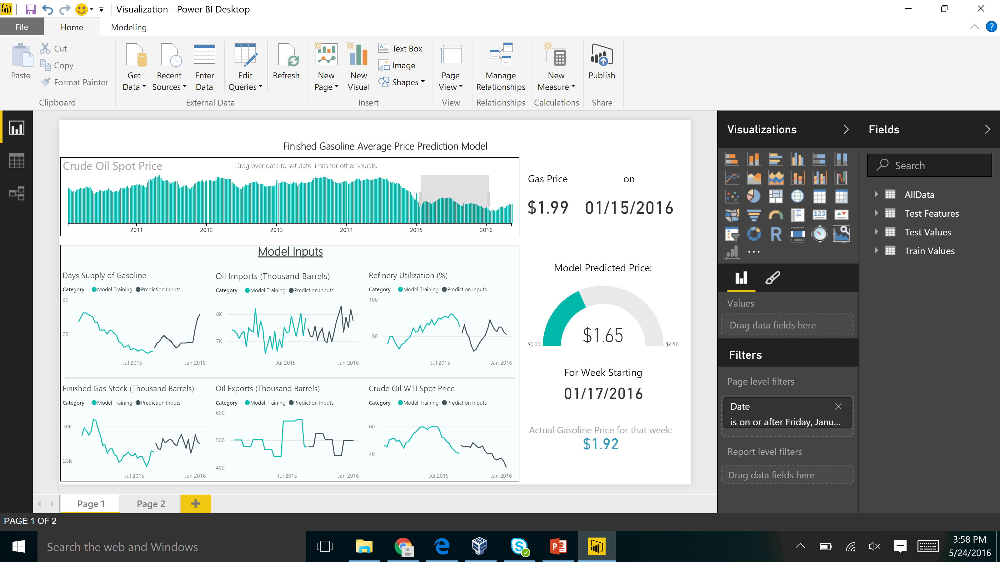 Visualization - Power BI Desktop
File
Home
Modeling
?
Paste
Cut
Copy
Format Painter
Get Data
Recent Sources
Enter Data
Edit Queries
Refresh
New Page
New Visual
Text Box
Image
Shapes
Page View
Manage Relationships
New Measure
Publish
Clipboard
External Data
Insert
View
Relationships
Calculations
Share
Finished Gasoline Average Price Prediction Model
Crude Oil Spot Price
Drag over data to set date limits for other visuals.
2011 2012 2013 2014 2015 2016
Gas Price on
$1.99 01/15/2016
Model Inputs
Days Supply of Gasoline
Category Model Training Prediction Inputs
30
25
Jul 2015 Jan 2016
Oil Imports (Thousand Barrels)
Category Model Training Prediction Inputs
8K
7K
Jul 2015 Jan 2016
Refinery Utilization (%)
Category Model Training Prediction Inputs
100
90
Jul 2015 Jan 2016
Finished Gas Stock (Thousand Barrels)
Category Model Training Prediction Inputs
30K
25K
Jul 2015 Jan 2016
Oil Exports (Thousand Barrels)
Category Model Training Prediction Inputs
600
500
400
Jul 2015 Jan 2016
Crude Oil WTI Spot Price
Category Model Training Prediction Inputs
60
40
Jul 2015 Jan 2016
Model Predicted Price:
$1.65
$0.00 $4.50
For Week Starting
01/17/2016
Actual Gasoline Price for that week:
$1.92
Visualizations
123
R
...
Values
Drag data fields here
Filters
Page level filters
Date
is on or after Friday, Janu...
Report level filters
Drag data fields here
Fields
Search
AllData
Test Features
Test Values
Train Values
Page 1
Page 2
PAGE 1 OF 2
Search the web and Windows
3:58 PM
5/24/2016